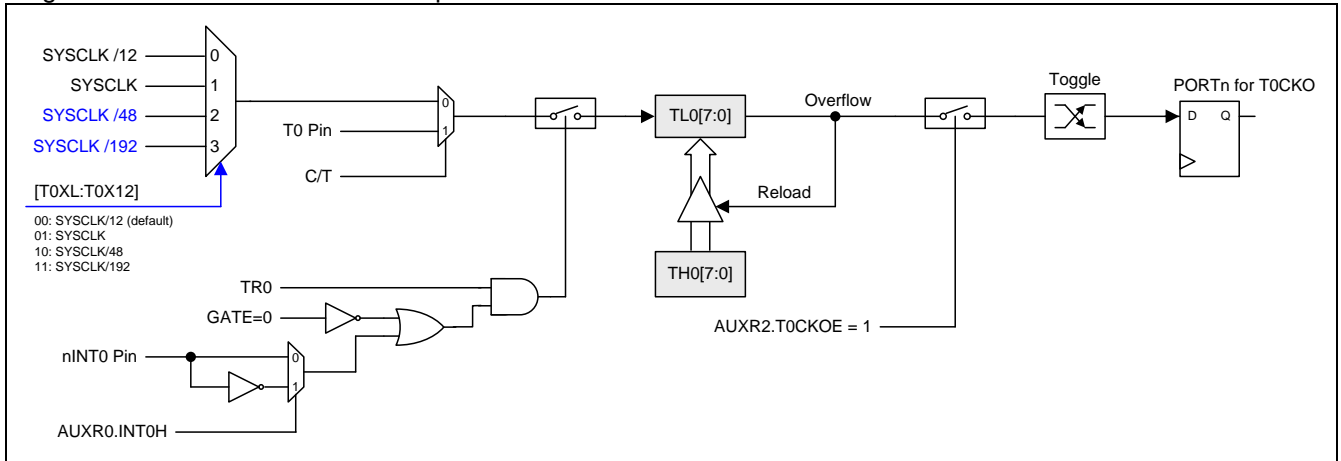 SYSCLK /12
0
SYSCLK
1
SYSCLK /48
2
SYSCLK /192
3
[T0XL:T0X12]
00: SYSCLK/12 (default)
01: SYSCLK
10: SYSCLK/48
11: SYSCLK/192
T0 Pin
0
1
C/T
TL0[7:0]
Overflow
Reload
TH0[7:0]
Toggle
PORTn for T0CKO
D Q
TR0
GATE=0
AUXR2.T0CKOE = 1
nINT0 Pin
0
1
AUXR0.INT0H